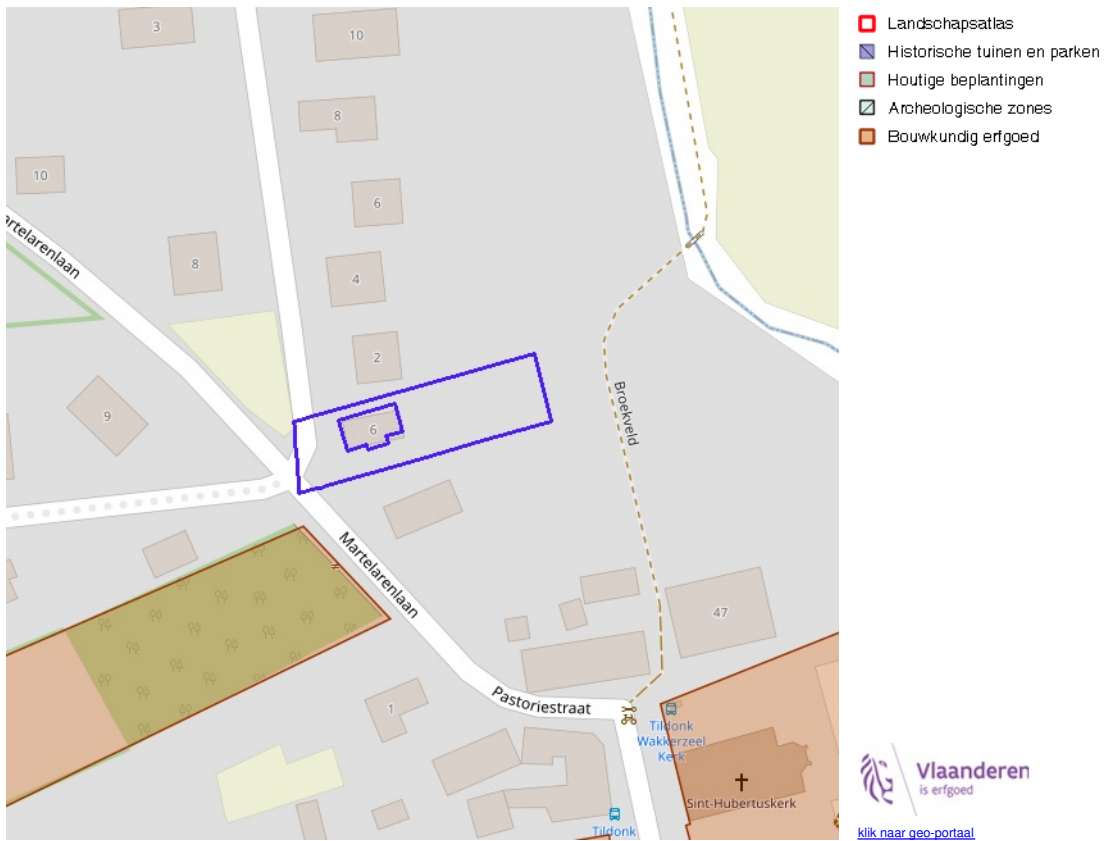 3
10
8
10
6
artelarenlaan
8
4
2
9
6
Broekveld
Martelarenlaan
47
1
Pastoriestraat
Tildonk
Wakkerzeel
Kerk
Sint-Hubertuskerk
Tildonk
Landschapsatlas
Historische tuinen en parken
Houtige beplantingen
Archeologische zones
Bouwkundig erfgoed
Vlaanderen
is erfgoed
klik naar geo-portaal